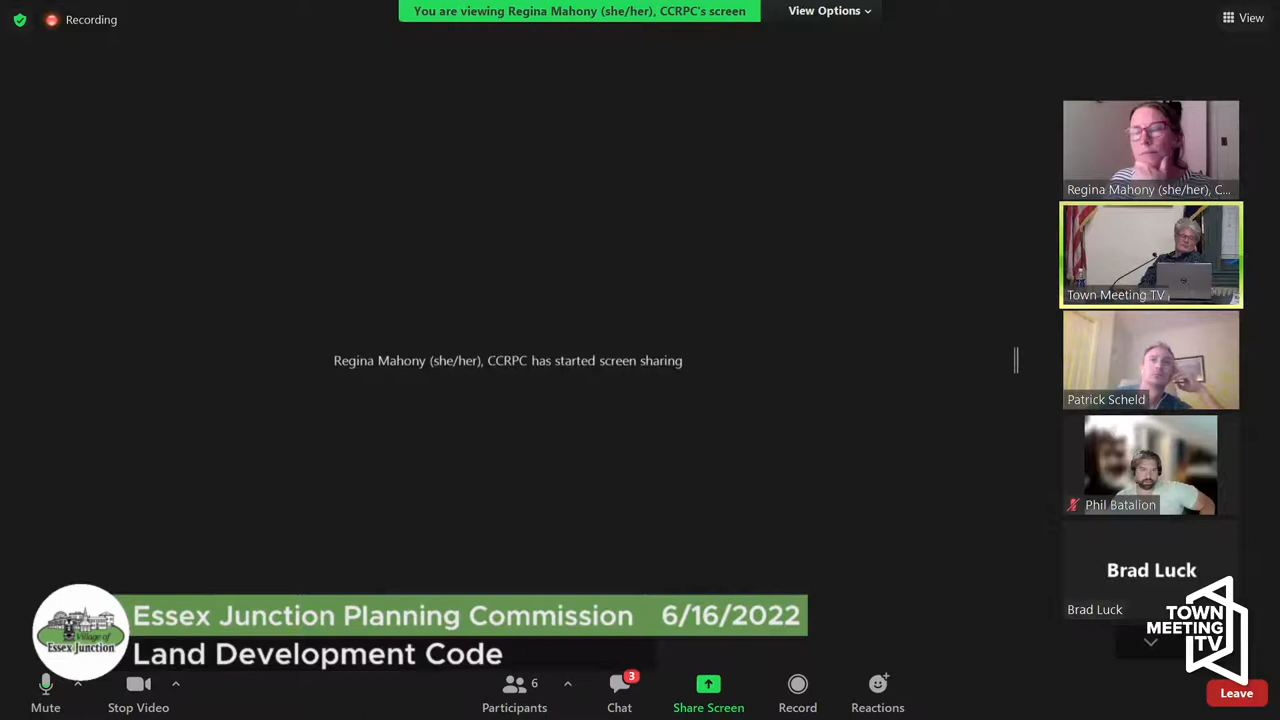 Recording
You are viewing Regina Mahony (she/her), CCRPC's screen
View Options
View
Regina Mahony (she/her), C...
Town Meeting TV
Regina Mahony (she/her), CCRPC has started screen sharing
Patrick Scheld
Phil Batalion
Brad Luck
Brad Luck
TOWN
MEETING
TV
Village of
Essex Junction
Essex Junction Planning Commission 6/16/2022
Land Development Code
Mute
Stop Video
6
Participants
3
Chat
Share Screen
Record
Reactions
Leave